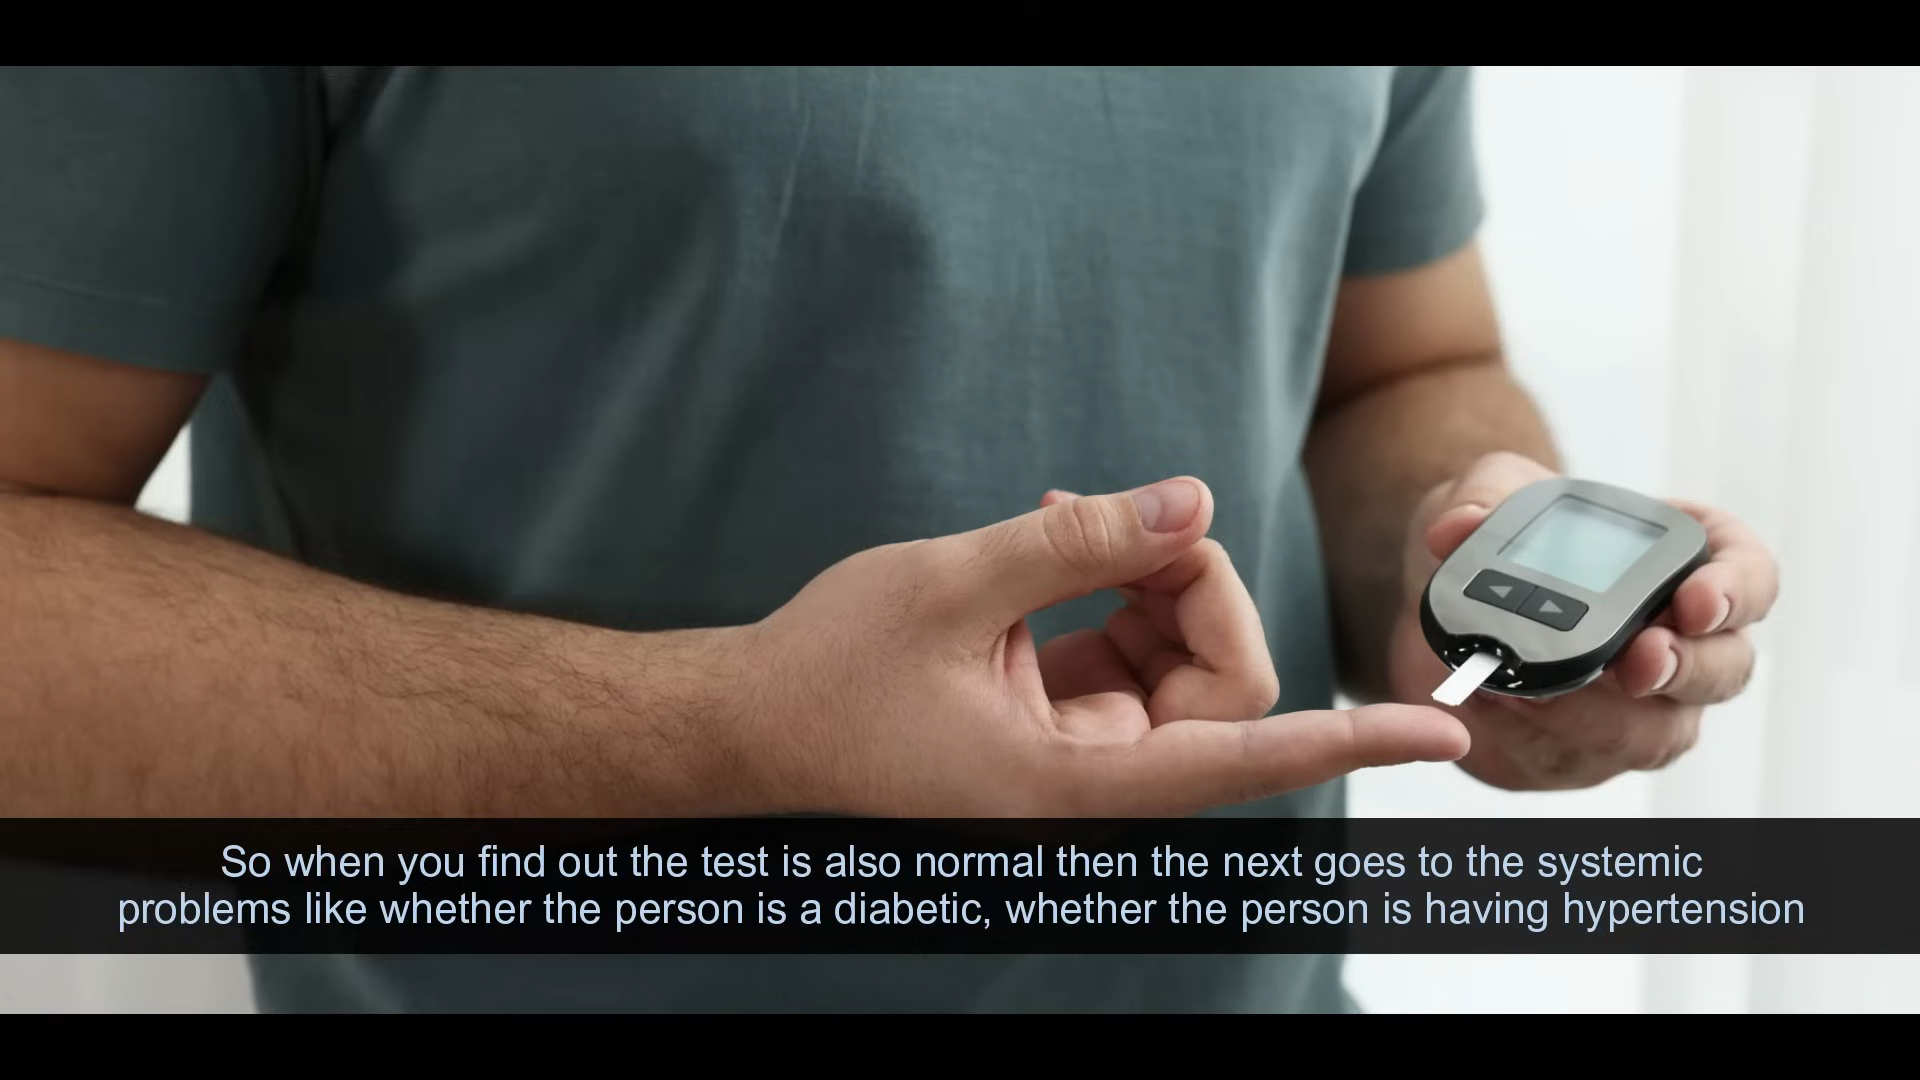 So when you find out the test is also normal then the next goes to the systemic
problems like whether the person is a diabetic, whether the person is having hypertension